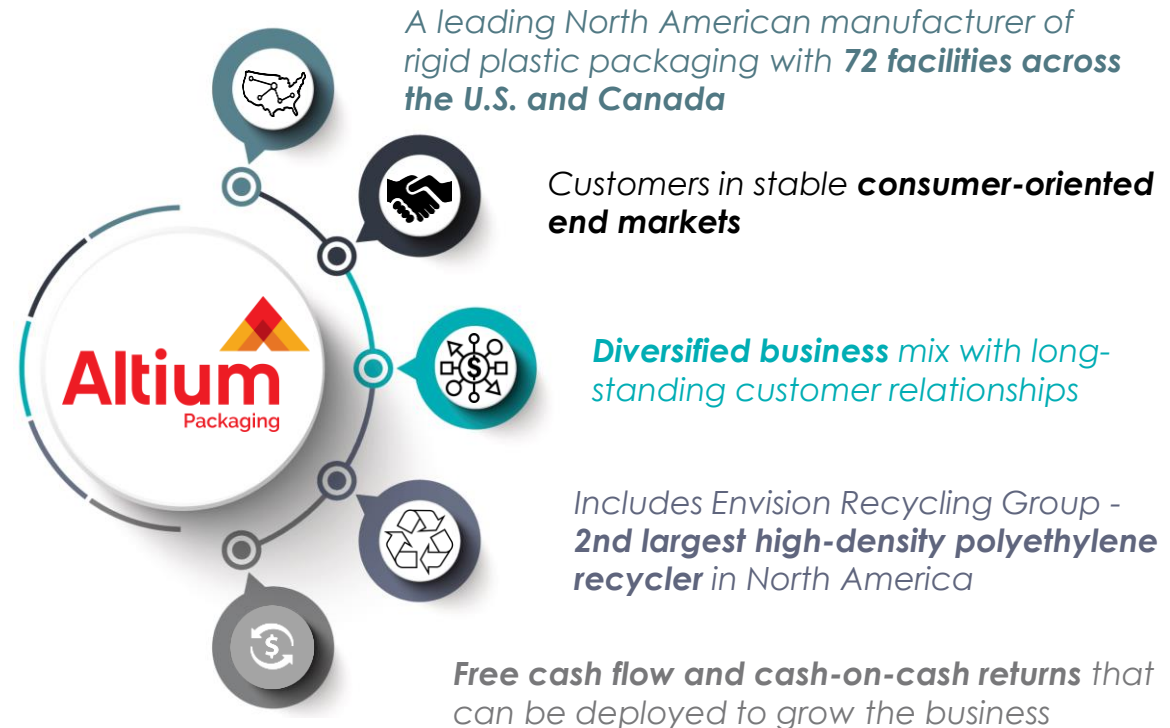 A leading North American manufacturer of
rigid plastic packaging with 72 facilities across
the U.S. and Canada
Customers in stable consumer-oriented
end markets
Altium
Packaging
$
Diversified business mix with long-
standing customer relationships
Includes Envision Recycling Group -
2nd largest high-density polyethylene
recycler in North America
$
Free cash flow and cash-on-cash returns that
can be deployed to grow the business